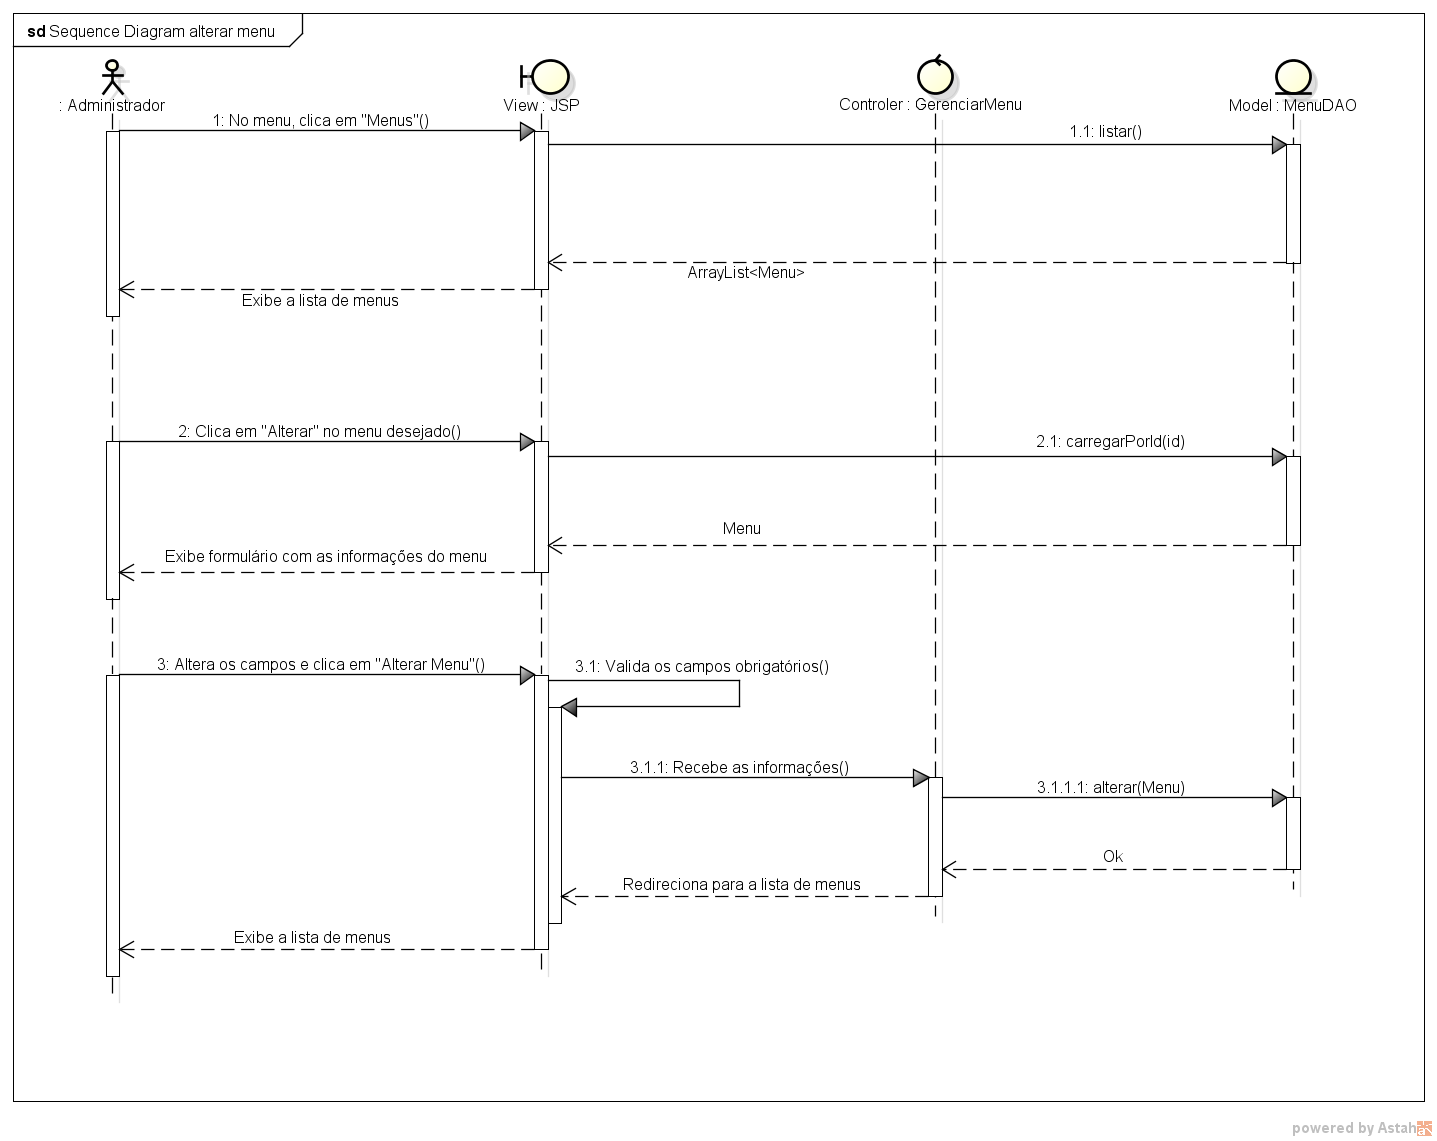 sd Sequence Diagram alterar menu
: Administrador
View : JSP
Controler : GerenciarMenu
Model : MenuDAO
1: No menu, clica em "Menus"()
1.1: listar()
ArrayList<Menu>
Exibe a lista de menus
2: Clica em "Alterar" no menu desejado()
2.1: carregarPorId(id)
Menu
Exibe formulário com as informações do menu
3: Altera os campos e clica em "Alterar Menu"()
3.1: Valida os campos obrigatórios()
3.1.1: Recebe as informações()
3.1.1.1: alterar(Menu)
Ok
Redireciona para a lista de menus
Exibe a lista de menus
powered by Astah